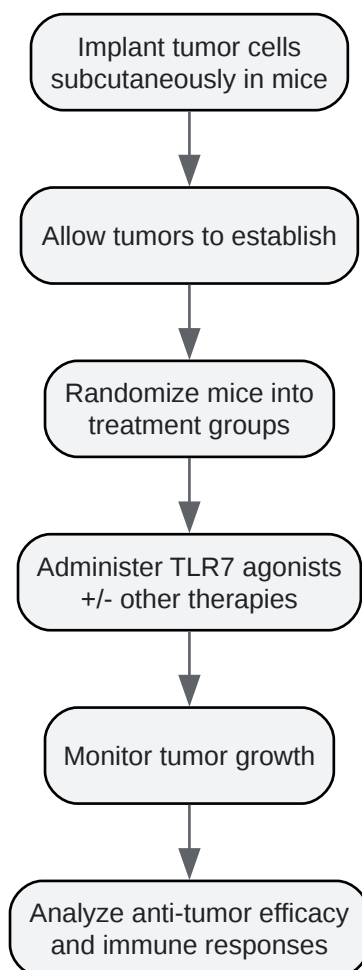 Implant tumor cells
subcutaneously in mice
Allow tumors to establish
Randomize mice into
treatment groups
Administer TLR7 agonists
+/- other therapies
Monitor tumor growth
Analyze anti-tumor efficacy
and immune responses